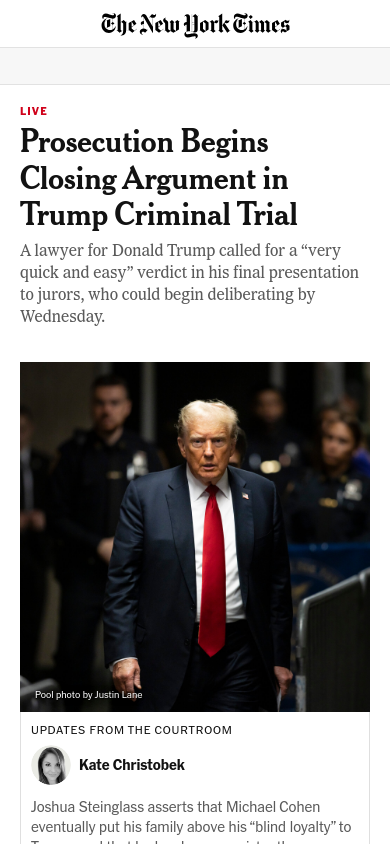 The New York Times
LIVE
Prosecution Begins
Closing Argument in
Trump Criminal Trial
A lawyer for Donald Trump called for a “very
quick and easy” verdict in his final presentation
to jurors, who could begin deliberating by
Wednesday.
Pool photo by Justin Lane
UPDATES FROM THE COURTROOM
Kate Christobek
Joshua Steinglass asserts that Michael Cohen
eventually put his family above his “blind loyalty” to